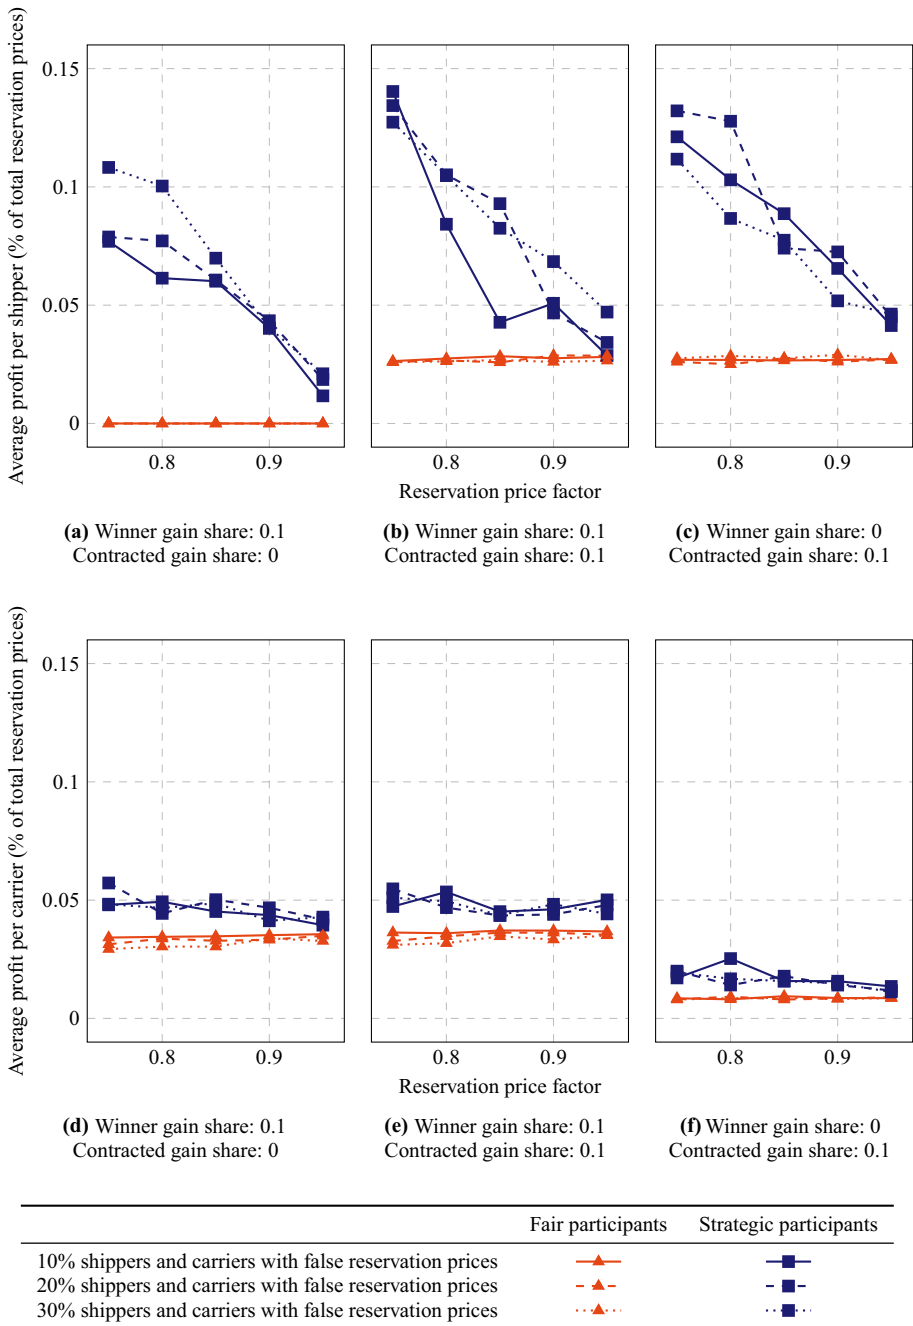 Average profit per shipper (% of total reservation prices)
0.15
0.1
0.05
0
0.8
0.9
0.8
0.9
0.8
0.9
Reservation price factor
(a) Winner gain share: 0.1
Contracted gain share: 0
(b) Winner gain share: 0.1
Contracted gain share: 0.1
(c) Winner gain share: 0
Contracted gain share: 0.1
Average profit per carrier (% of total reservation prices)
0.15
0.1
0.05
0
0.8
0.9
0.8
0.9
0.8
0.9
Reservation price factor
(d) Winner gain share: 0.1
Contracted gain share: 0
(e) Winner gain share: 0.1
Contracted gain share: 0.1
(f) Winner gain share: 0
Contracted gain share: 0.1
Fair participants
Strategic participants
10% shippers and carriers with false reservation prices
20% shippers and carriers with false reservation prices
30% shippers and carriers with false reservation prices